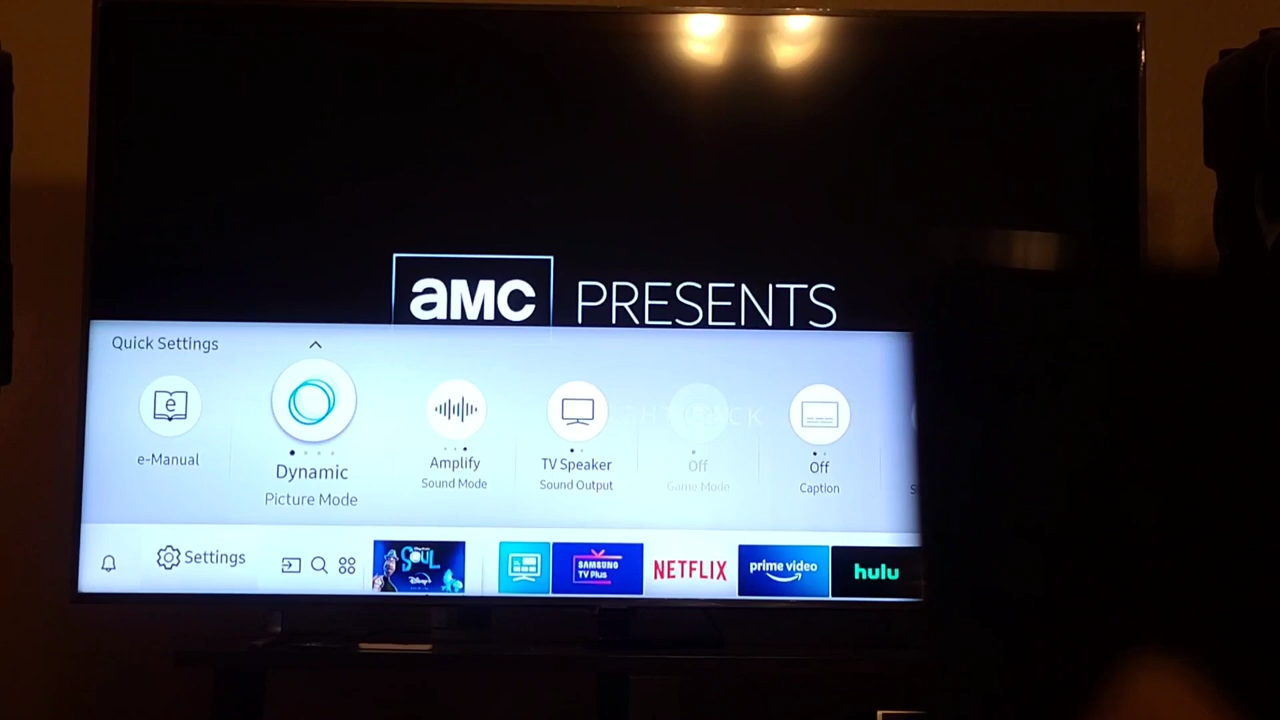 aMC PRESENTS
Quick Settings
e
e-Manual
Dynamic
Picture Mode
Amplify
Sound Mode
TV Speaker
Sound Output
Off
Game Mode
Off
Caption
Settings
SOUL
Disney+
SAMSUNG
TV Plus
NETFLIX
prime video
hulu